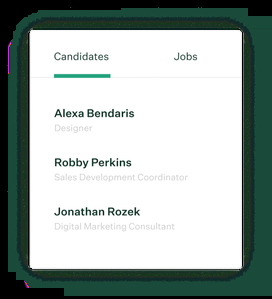 Candidates Jobs
Alexa Bendaris
Designer
Robby Perkins
Sales Development Coordinator
Jonathan Rozek
Digital Marketing Consultant